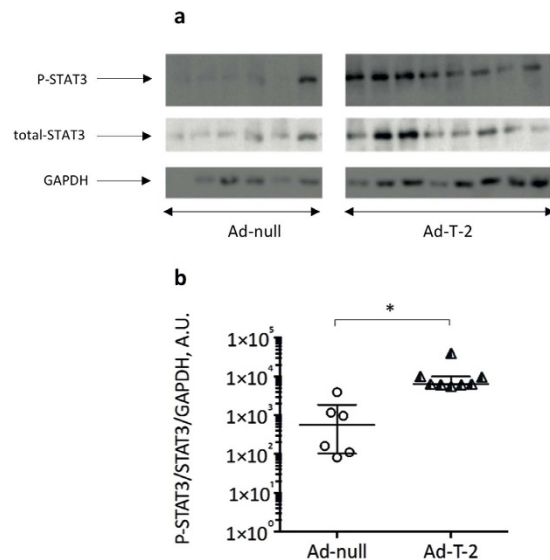 a
P-STAT3
total-STAT3
GAPDH
Ad-null Ad-T-2
b
*
P-STAT3/STAT3/GAPDH, A.U.
1×10⁵
1×10⁴
1×10³
1×10²
1×10¹
1×10⁰
Ad-null Ad-T-2